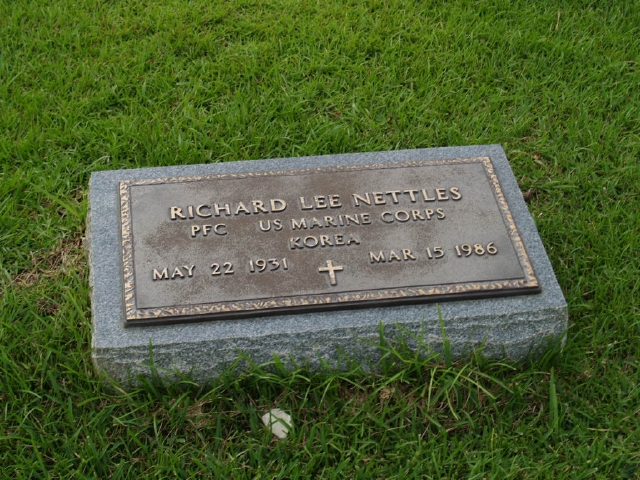 RICHARD LEE NETTLES
PFC US MARINE CORPS
KOREA
MAY 22 1931 MAR 15 1986